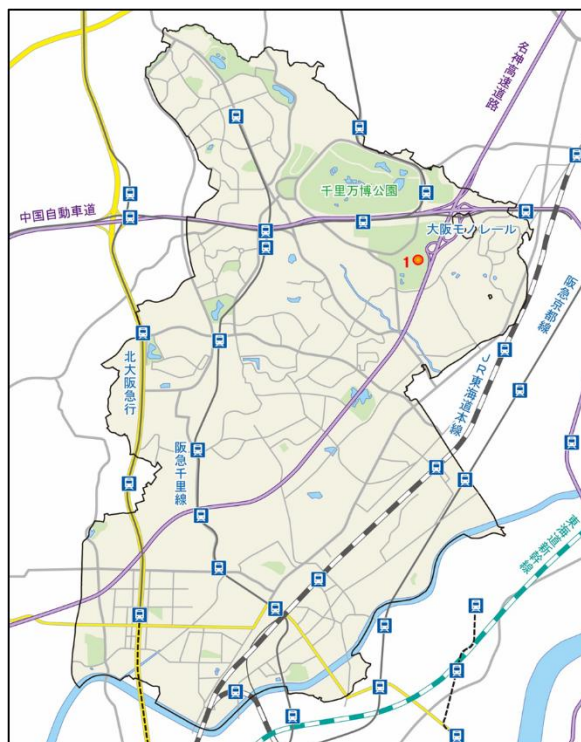 名神高速道路
千里万博公園
中国自動車道
大阪モノレール
1
阪急京都線
北大阪急行
JR東海道本線
阪急千里線
東海道新幹線